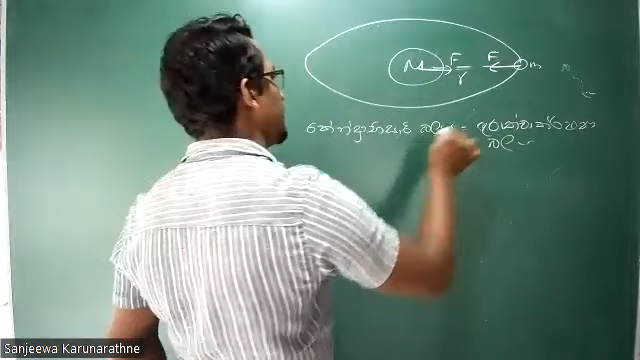 M F F m
r
කේන්ද්‍රාභිසාරී බලය = ගුරුත්වාකර්ෂණ
බලය
Sanjeewa Karunarathne